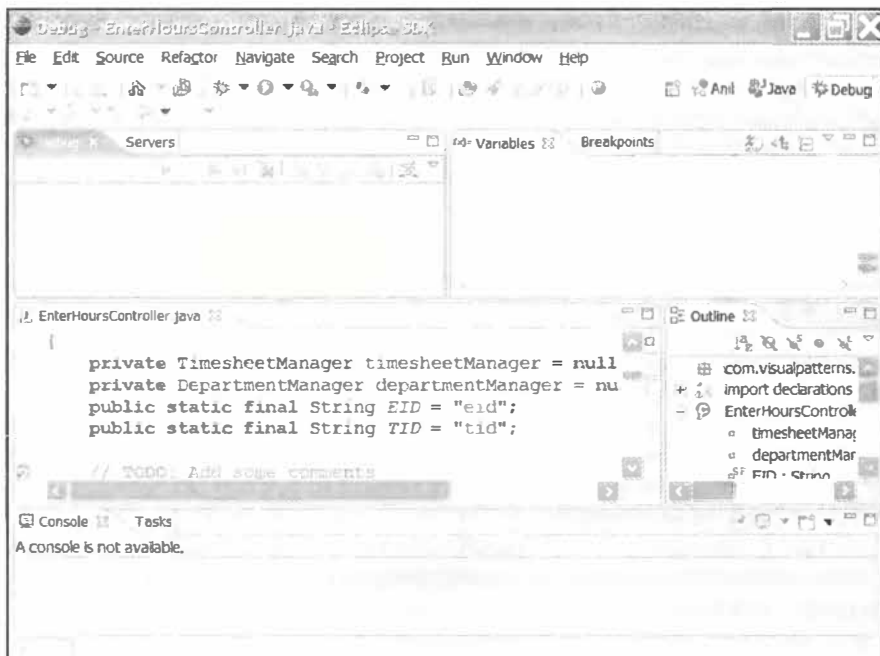 Debug - EnterHoursController.java - Eclipse SDK
File Edit Source Refactor Navigate Search Project Run Window Help
Anil Java Debug
Debug Servers
(x)= Variables Breakpoints
EnterHoursController java
{
private TimesheetManager timesheetManager = null
private DepartmentManager departmentManager = nu
public static final String EID = "eid";
public static final String TID = "tid";
// TODO: Add some comments
Outline
com.visualpatterns.
import declarations
EnterHoursControlle
timesheetManag
departmentMar
EID : String
Console Tasks
A console is not available.